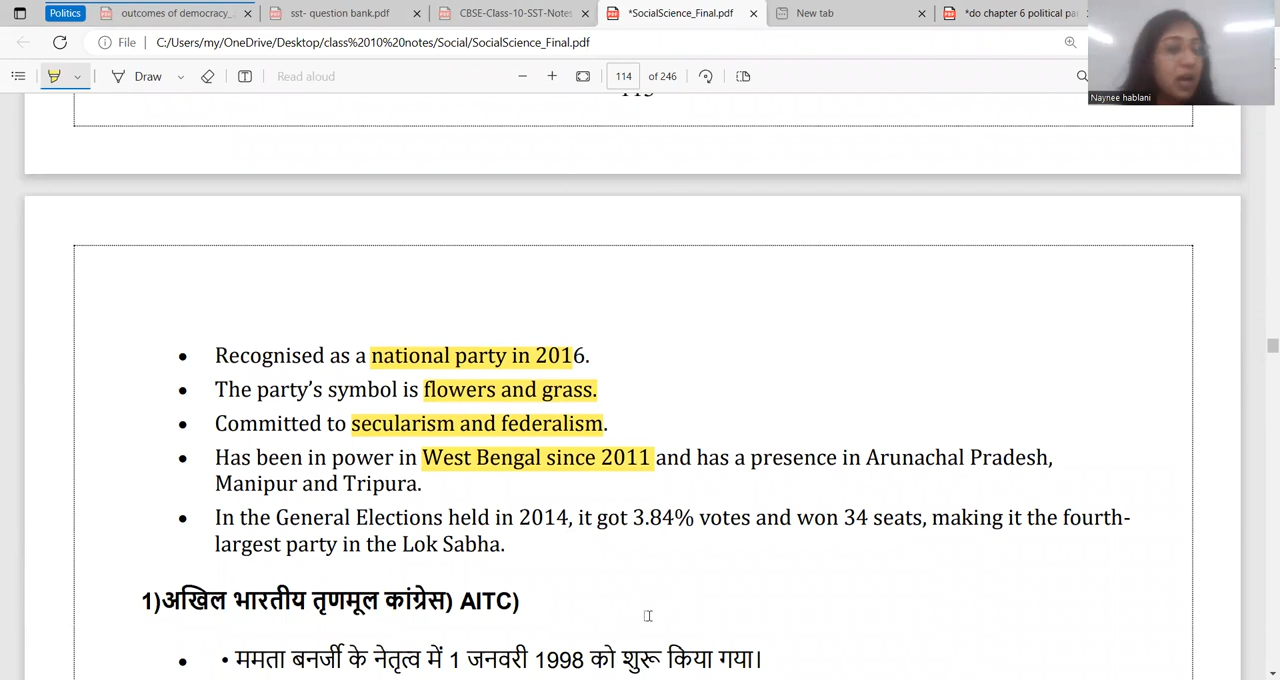 Politics
outcomes of democracy_
sst- question bank.pdf
CBSE-Class-10-SST-Notes
*SocialScience_Final.pdf
New tab
*do chapter 6 political pa
File
C:/Users/my/OneDrive/Desktop/class%2010%20notes/Social/SocialScience_Final.pdf
Draw
Read aloud
114 of 246
Naynee hablani
• Recognised as a national party in 2016.
• The party’s symbol is flowers and grass.
• Committed to secularism and federalism.
• Has been in power in West Bengal since 2011 and has a presence in Arunachal Pradesh,
Manipur and Tripura.
• In the General Elections held in 2014, it got 3.84% votes and won 34 seats, making it the fourth-
largest party in the Lok Sabha.
1)अखिल भारतीय तृणमूल कांग्रेस) AITC)
• • ममता बनर्जी के नेतृत्व में 1 जनवरी 1998 को शुरू किया गया।